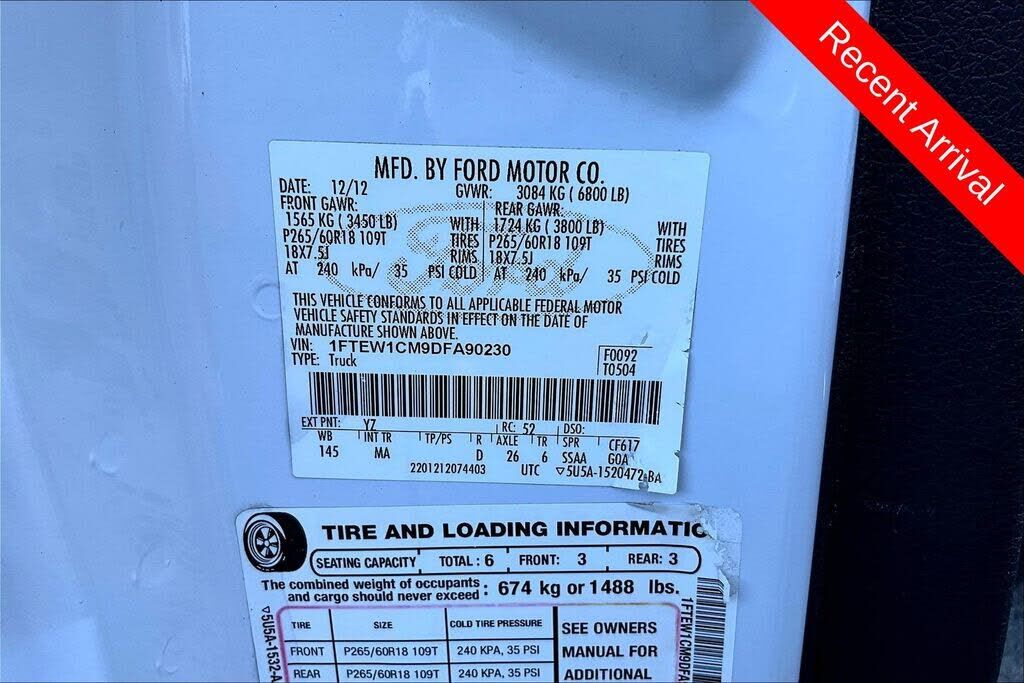 Recent Arrival
MFD. BY FORD MOTOR CO.
DATE: 12/12 GVWR: 3084 KG ( 6800 LB)
FRONT GAWR: REAR GAWR:
1565 KG ( 3450 LB) WITH 1724 KG ( 3800 LB) WITH
P265/60R18 109T TIRES P265/60R18 109T TIRES
18X7.5J RIMS 18X7.5J RIMS
AT 240 kPa/ 35 PSI COLD AT 240 kPa/ 35 PSI COLD
Ford
THIS VEHICLE CONFORMS TO ALL APPLICABLE FEDERAL MOTOR
VEHICLE SAFETY STANDARDS IN EFFECT ON THE DATE OF
MANUFACTURE SHOWN ABOVE.
VIN: 1FTEW1CM9DFA90230
TYPE: Truck
F0092
T0504
EXT PNT: YZ RC: 52 DSO:
WB INT TR TP/PS R AXLE TR SPR CF617
145 MA D 26 6 SSAA GOA
2201212074403 UTC ▽5U5A-1520472-BA
TIRE AND LOADING INFORMATIO
SEATING CAPACITY TOTAL : 6 FRONT: 3 REAR: 3
The combined weight of occupants
and cargo should never exceed : 674 kg or 1488 lbs.
TIRE SIZE COLD TIRE PRESSURE
FRONT P265/60R18 109T 240 KPA, 35 PSI
REAR P265/60R18 109T 240 KPA, 35 PSI
SEE OWNERS
MANUAL FOR
ADDITIONAL
▽5U5A-1532-A
1FTEW1CM9DFA